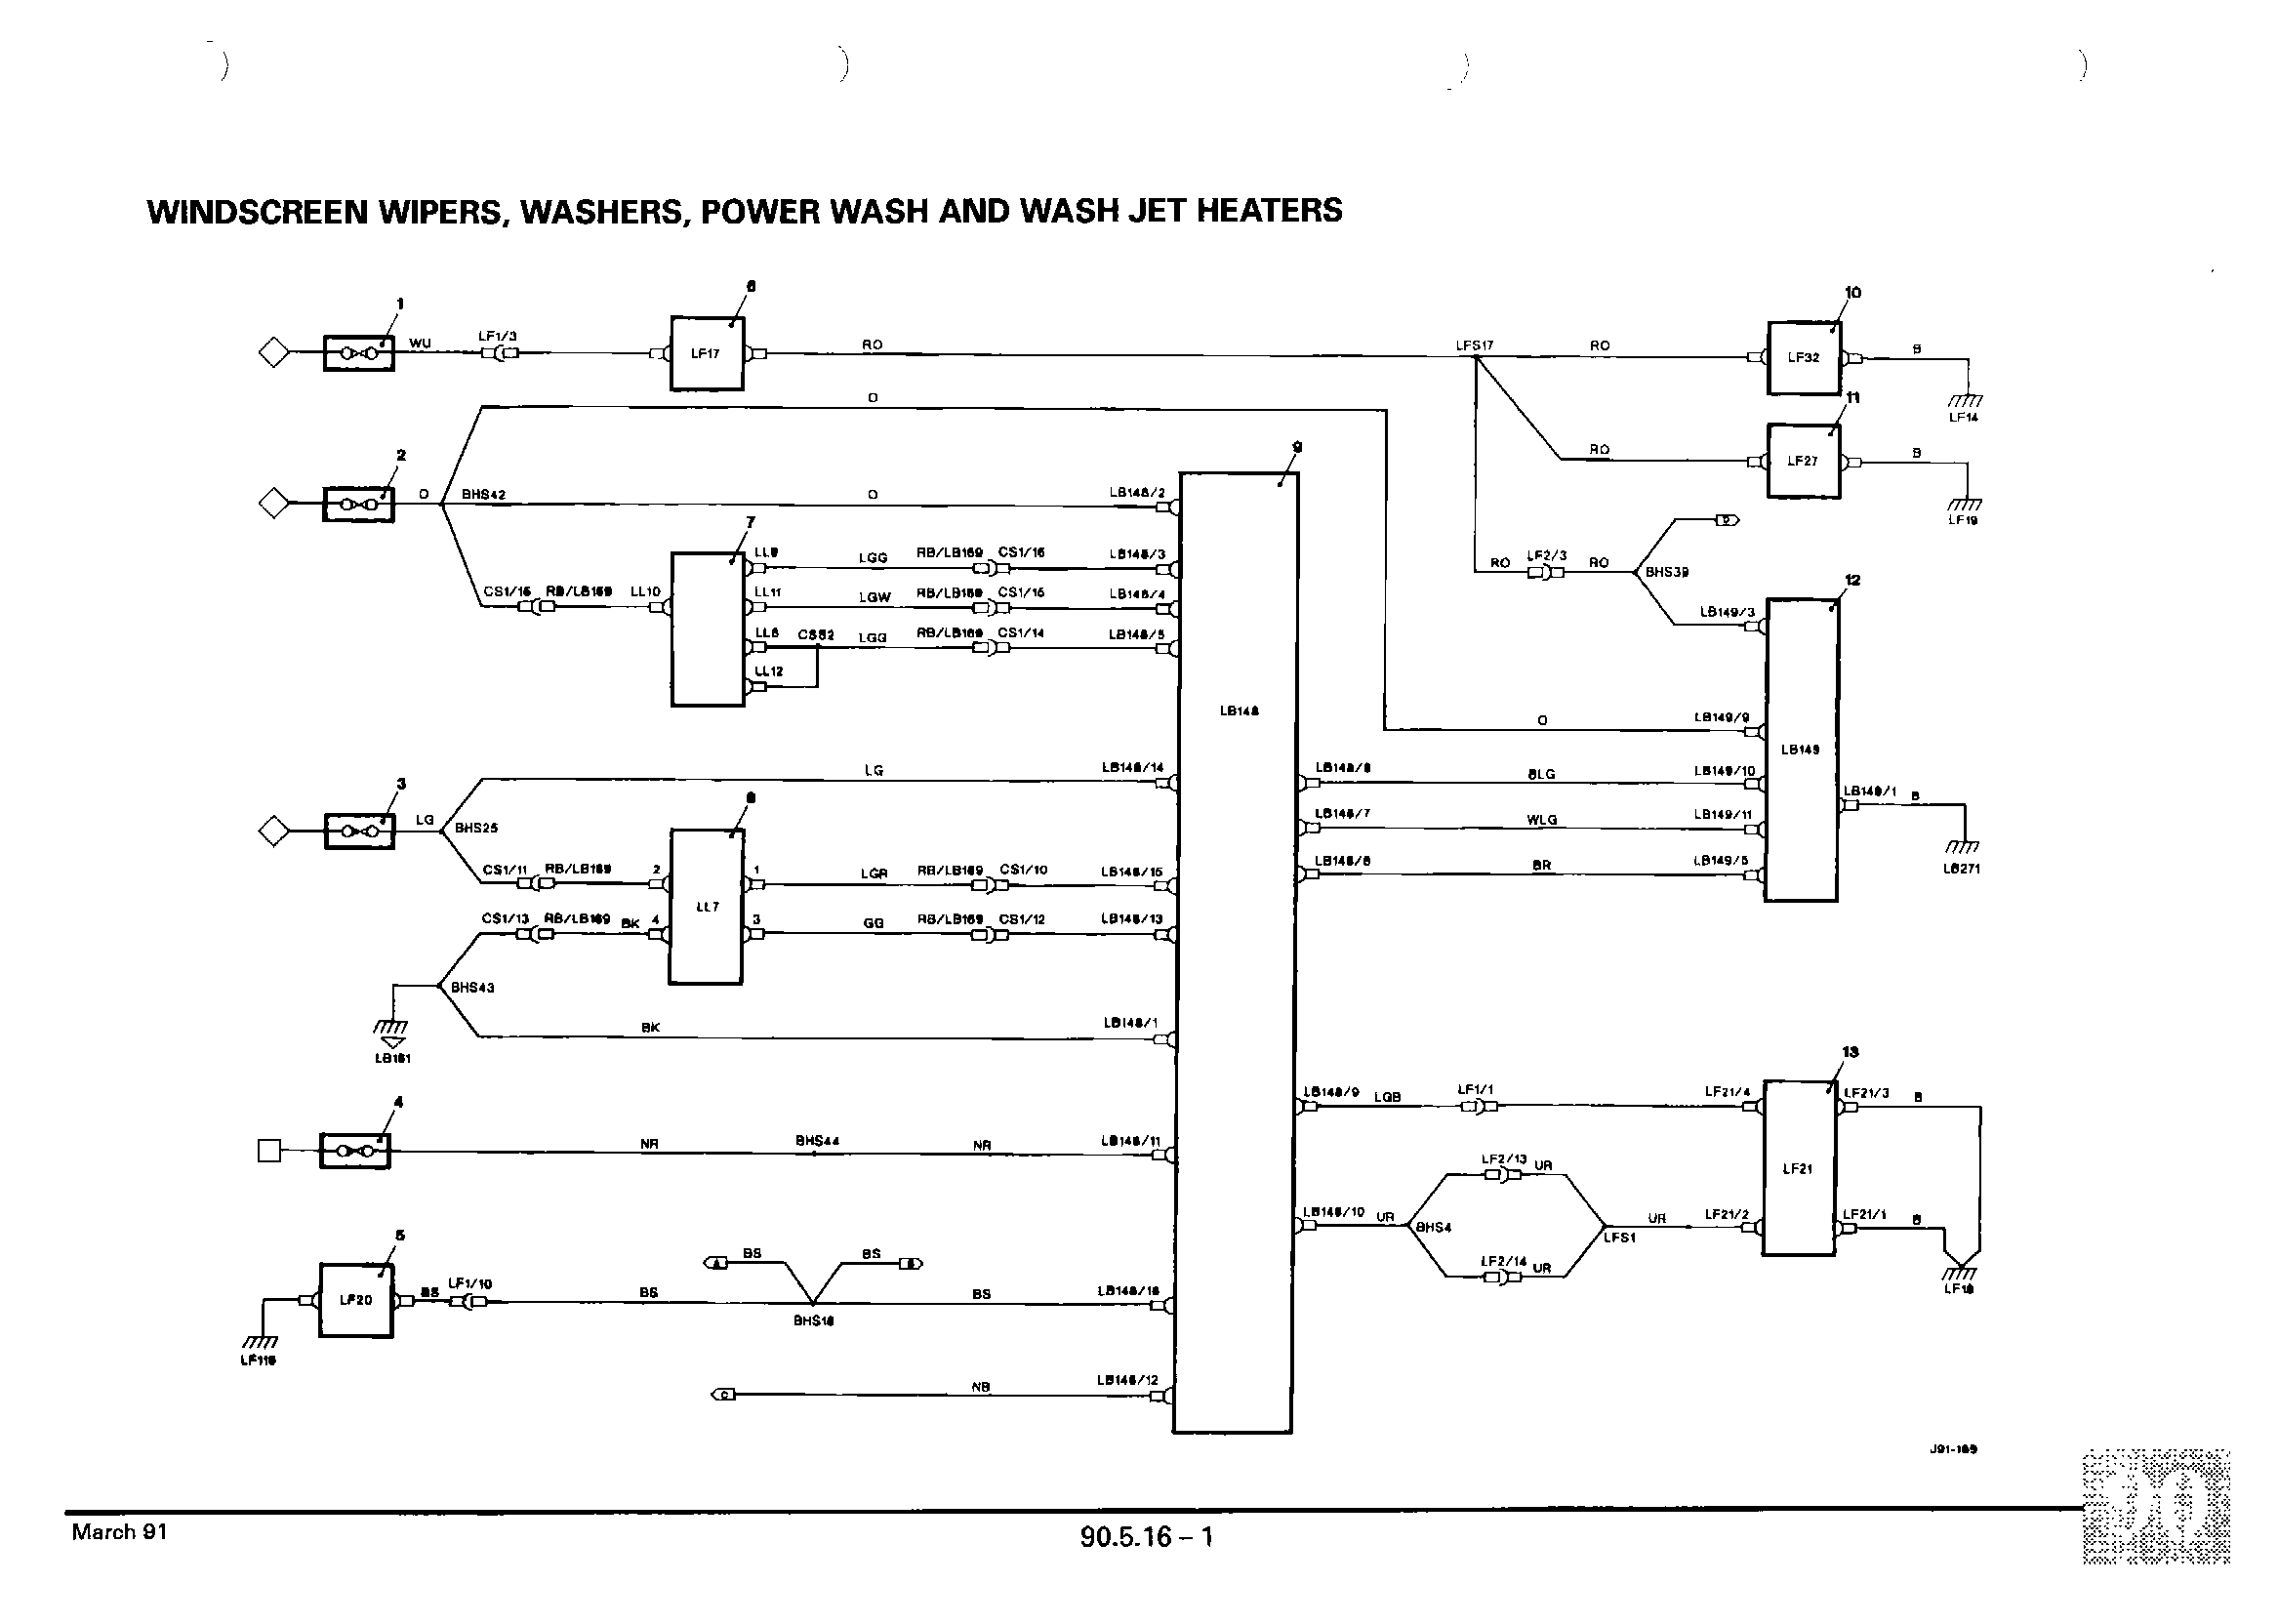 WINDSCREEN WIPERS, WASHERS, POWER WASH AND WASH JET HEATERS
1
WU
LF1/3
6
LF17
RO
LFS17
RO
10
LF32
B
LF14
O
11
RO
LF27
B
LF19
2
O
BHS42
O
LB148/2
9
D
7
LL9
LGG
RB/LB169
CS1/16
LB148/3
RO
LF2/3
RO
BHS39
12
CS1/16
RB/LB169
LL10
LL11
LGW
RB/LB169
CS1/15
LB148/4
LB149/3
LL8
CSS2
LGG
RB/LB169
CS1/14
LB148/5
LL12
LB148
O
LB149/9
LB149
3
LG
LB148/14
LB148/8
BLG
LB149/10
LB149/1
B
LB271
8
LG
BHS25
LB148/7
WLG
LB149/11
LB148/6
BR
LB149/5
CS1/11
RB/LB169
2
LL7
1
LGR
RB/LB169
CS1/10
LB148/15
CS1/13
RB/LB169
BK
4
3
GG
RB/LB169
CS1/12
LB148/13
BHS43
LB161
BK
LB148/1
13
4
LB148/9
LGB
LF1/1
LF21/4
LF21/3
B
NR
BHS44
NR
LB148/11
LF21
LF2/13
UR
LB148/10
UR
BHS4
LFS1
UR
LF21/2
LF21/1
B
LF18
LF2/14
UR
5
A
BS
BS
B
LF20
BS
LF1/10
BS
BHS18
BS
LB148/16
LF119
C
NB
LB148/12
J91-169
March 91
90.5.16 – 1
90